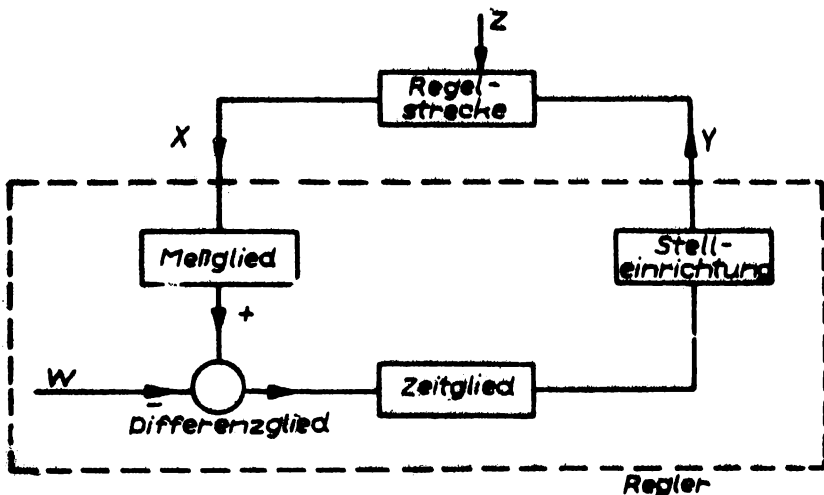 Z
Regel-
strecke
X
Y
Meßglied
Stell-
einrichtung
+
W
-
Zeitglied
Differenzglied
Regler